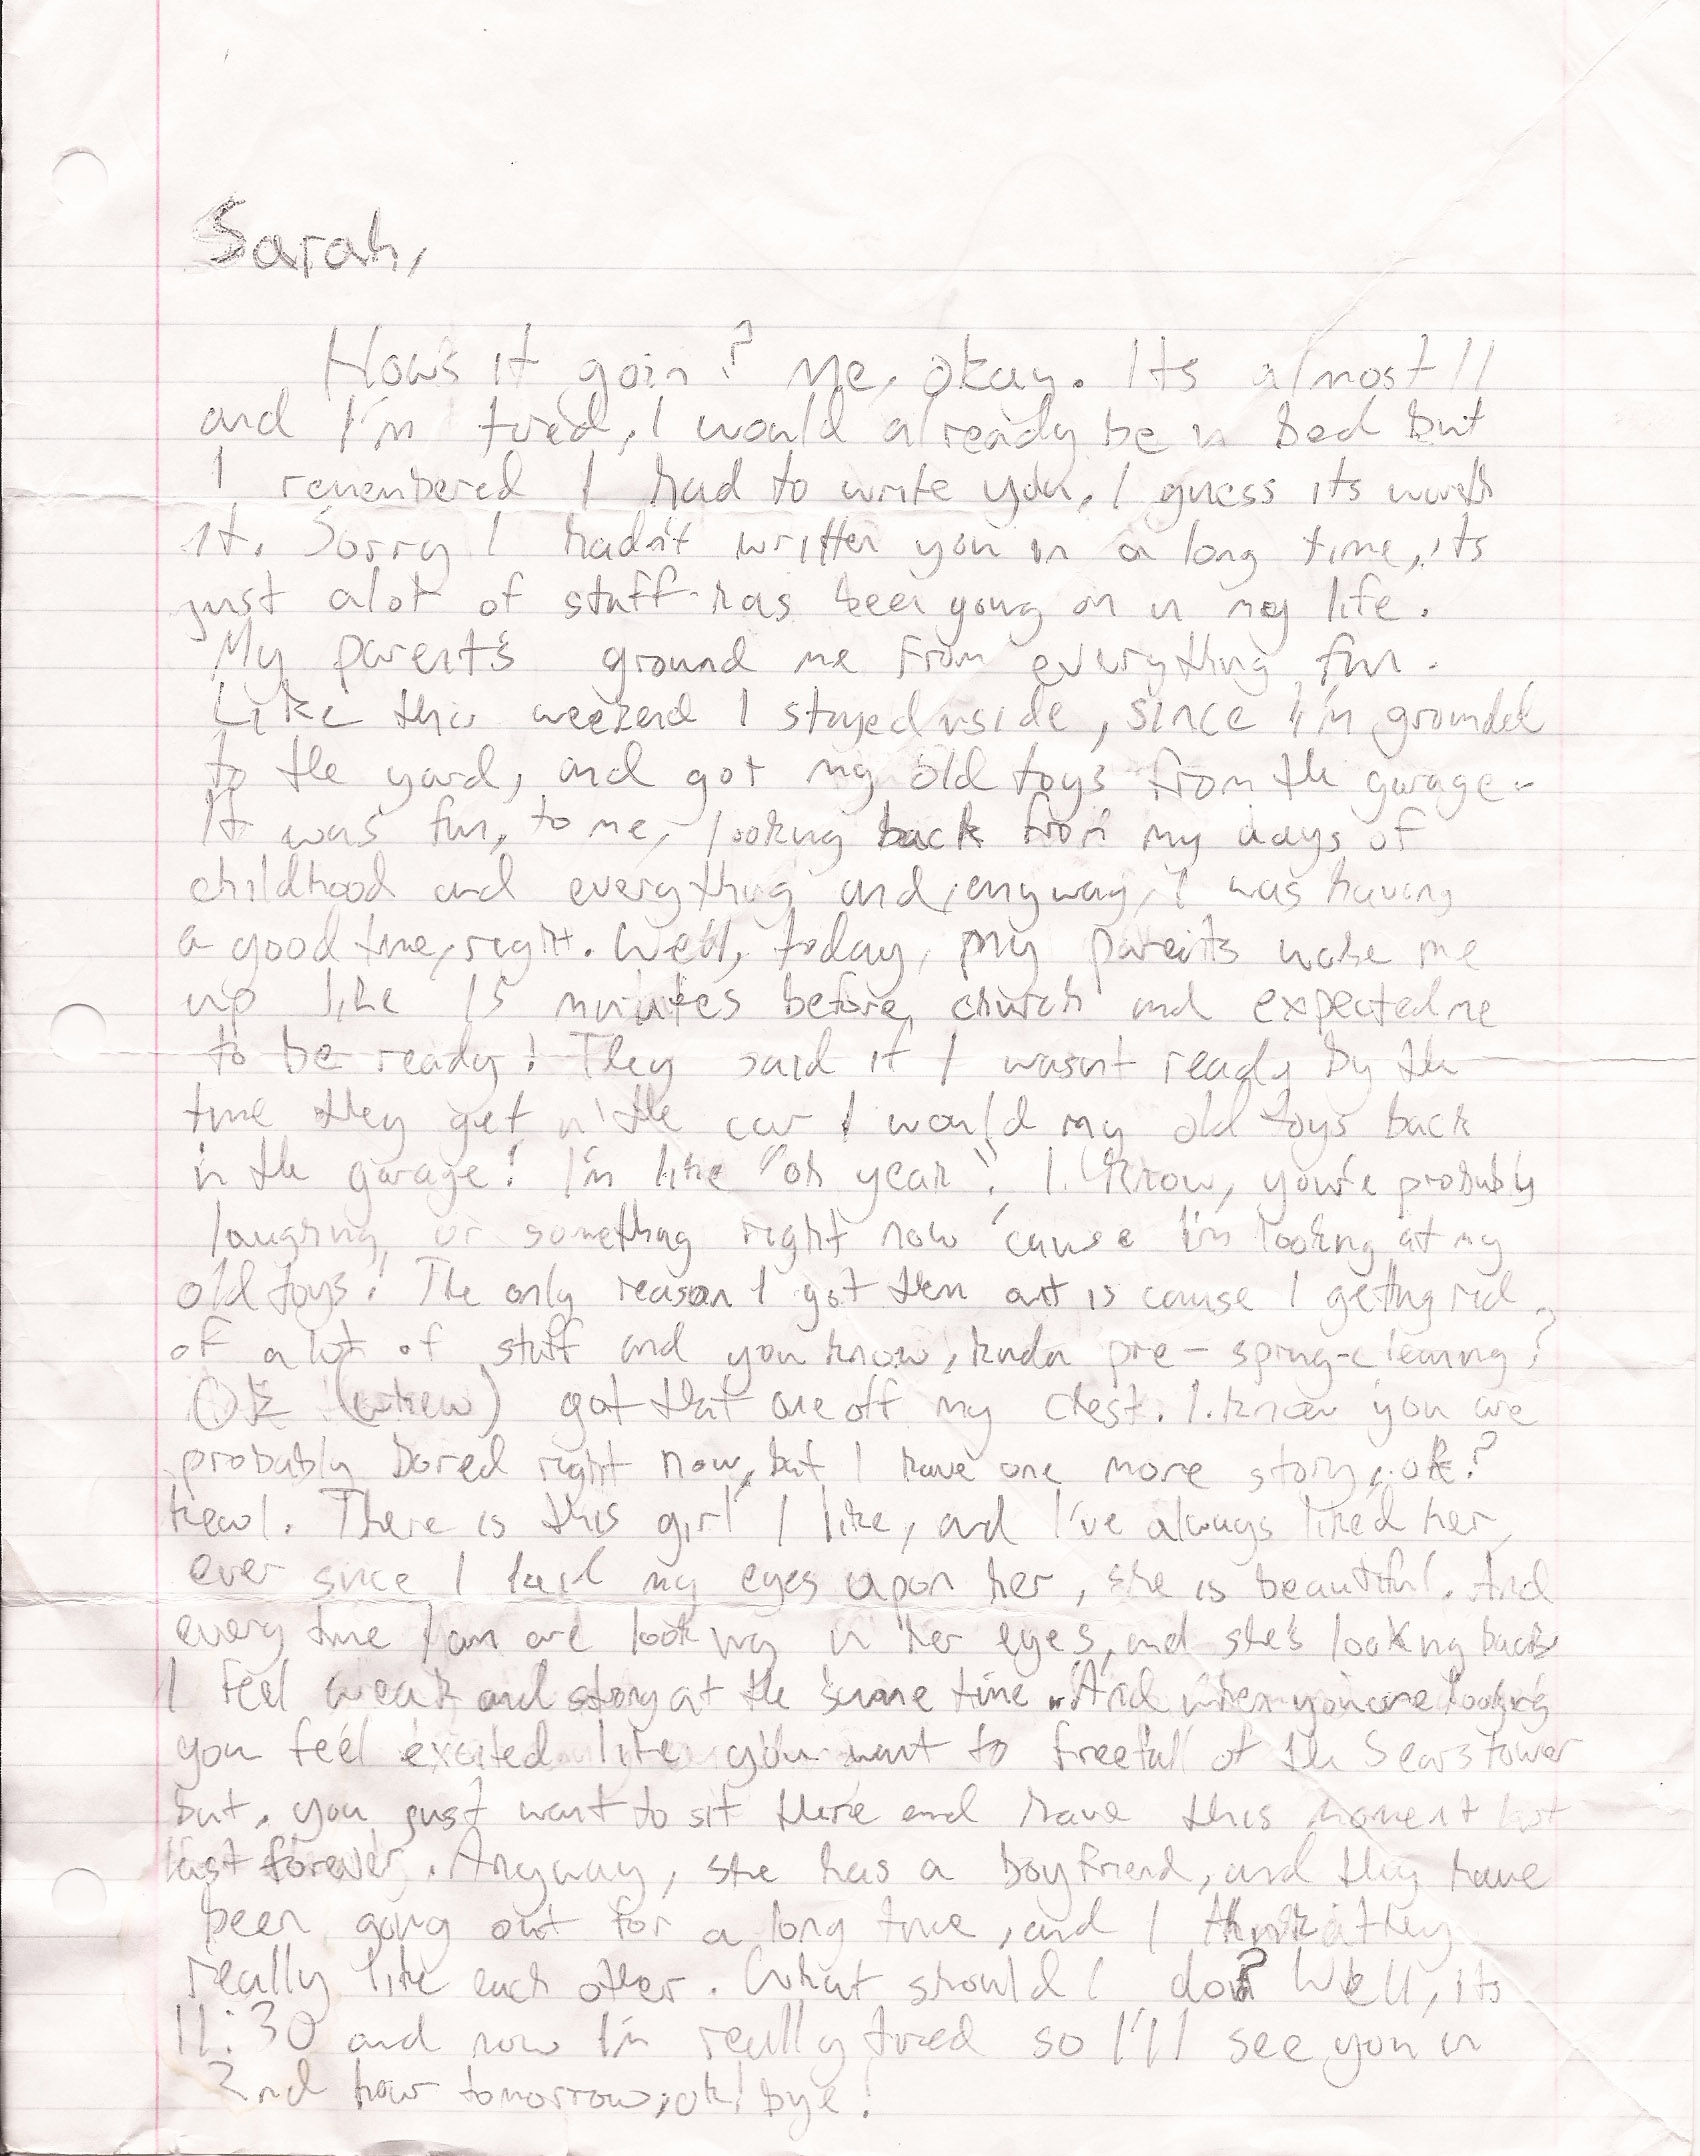 Sarah,
How's it goin? Me, okay. Its almost 11
and I'm tired, I would already be in bed but
I remembered I had to write you, I guess its worth
it. Sorry I hadn't written you in a long time, its
just alot of stuff has been going on in my life.
My parent's ground me from everything fun.
Like this weekend I stayed inside, since I'm grounded
to the yard, and got my old toys from the garage.
It was fun, to me, looking back from my days of
childhood and everything and, anyway, I was having
a good time, right. Well, today, my parents woke me
up like 15 minutes before church and expected me
to be ready! They said if I wasn't ready by the
time they get in the car I would my old toys back
in the garage! I'm like "oh yeah". I know, you're probably
laughing or something right now 'cause I'm looking at my
old toys! The only reason I got them out is cause I getting rid
of a lot of stuff and you know, kinda pre-spring-cleaning?
OK (whew) got that one off my chest. I know you are
probably bored right now, but I have one more story, ok?
kewl. There is this girl I like, and I've always liked her,
ever since I laid my eyes upon her, she is beautiful. And
every time I am are looking in her eyes, and she's looking back
I feel weak and strong at the same time. And when you are looking
you feel excited like you want to freefall of the Sears tower
but, you just want to sit there and have this moment
last forever. Anyway, she has a boyfriend, and they have
been going out for a long time, and I think they
really like each other. What should I do? Well, its
11:30 and now I'm really tired so I'll see you in
2nd hour tomorrow, ok! bye!